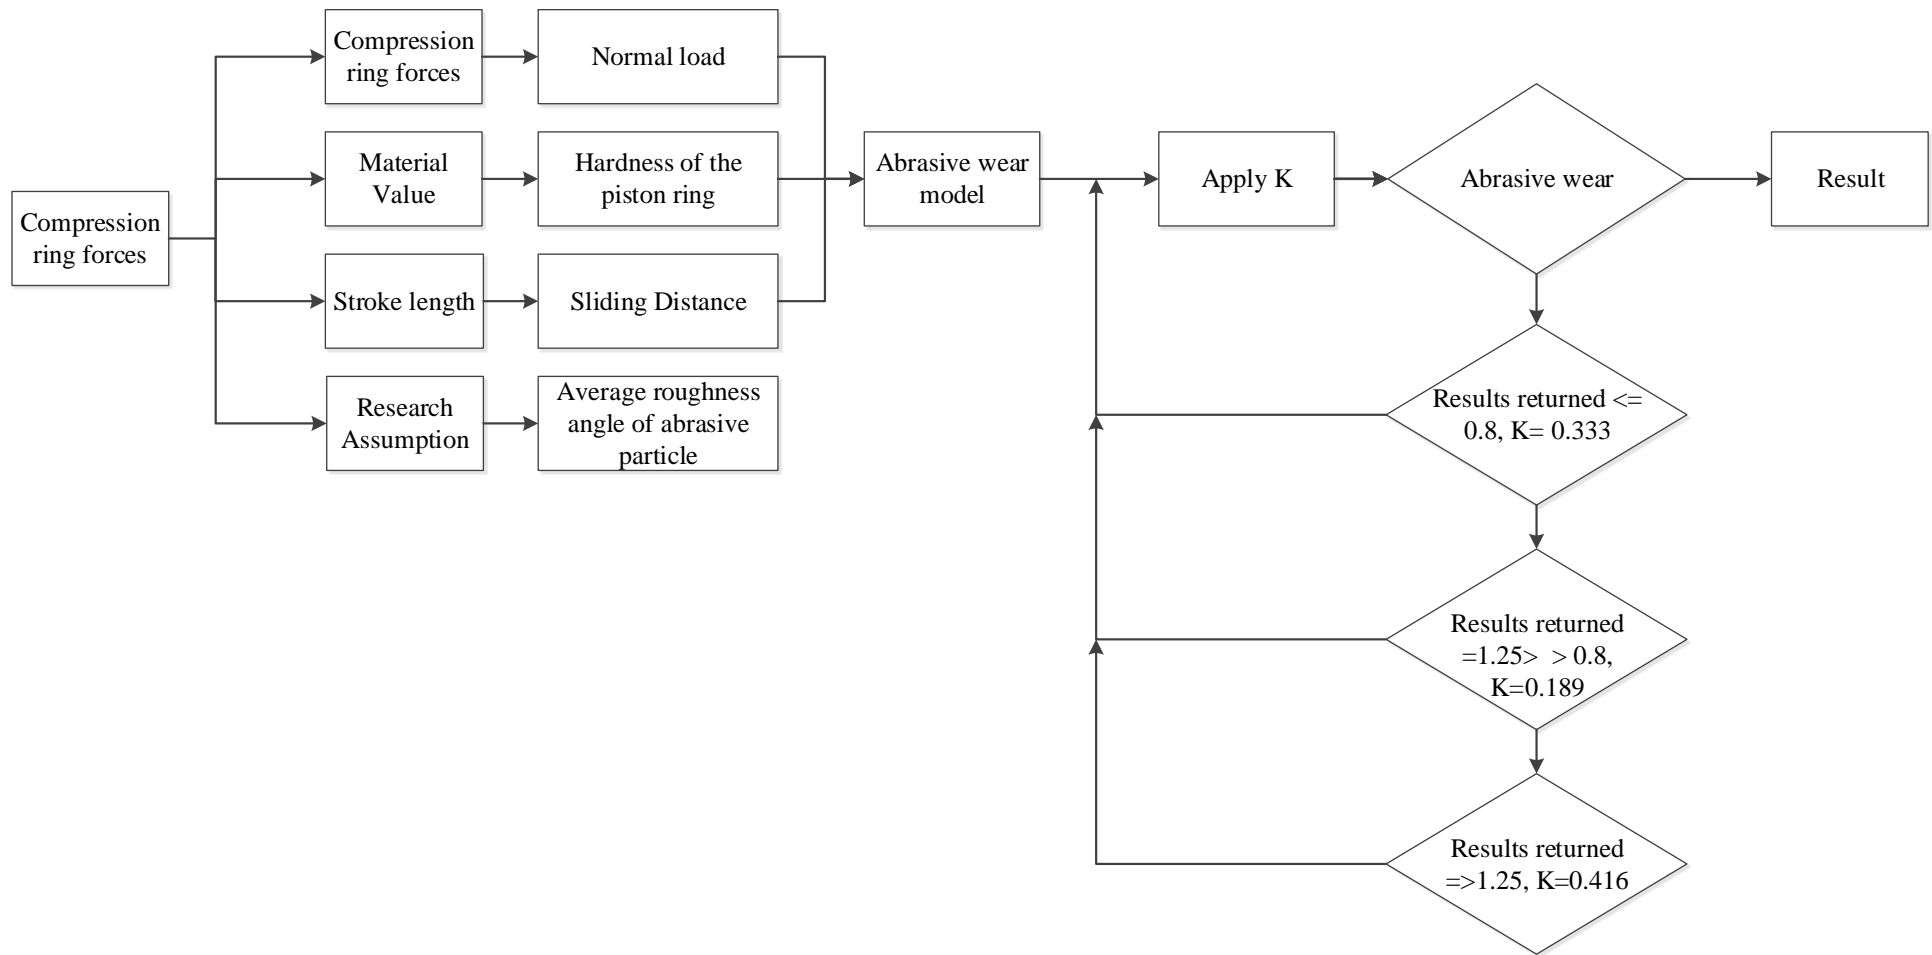 Compression
ring forces
Compression
ring forces
Normal load
Material
Value
Hardness of the
piston ring
Stroke length
Sliding Distance
Research
Assumption
Average roughness
angle of abrasive
particle
Abrasive wear
model
Apply K
Abrasive wear
Result
Results returned <=
0.8, K= 0.333
Results returned
=1.25>  > 0.8,
K=0.189
Results returned
=>1.25, K=0.416